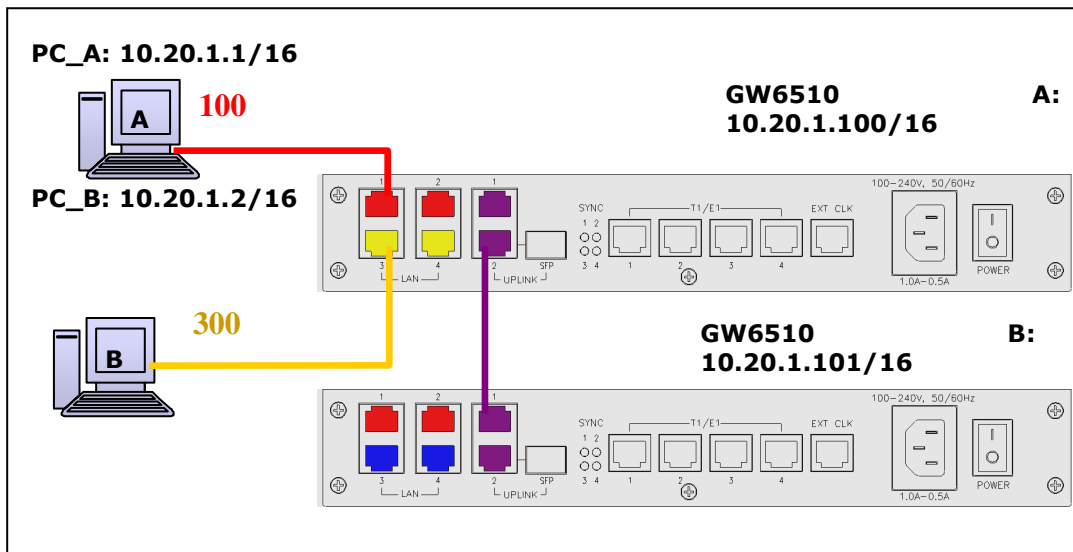 PC_A: 10.20.1.1/16
A
100
GW6510 A:
10.20.1.100/16
PC_B: 10.20.1.2/16
1 2 1
3 4 2 SFP
LAN UPLINK
SYNC
1 2
3 4
T1/E1
1 2 3 4
EXT CLK
100-240V, 50/60Hz
1.0A-0.5A
POWER
B
300
GW6510 B:
10.20.1.101/16
1 2 1
3 4 2 SFP
LAN UPLINK
SYNC
1 2
3 4
T1/E1
1 2 3 4
EXT CLK
100-240V, 50/60Hz
1.0A-0.5A
POWER